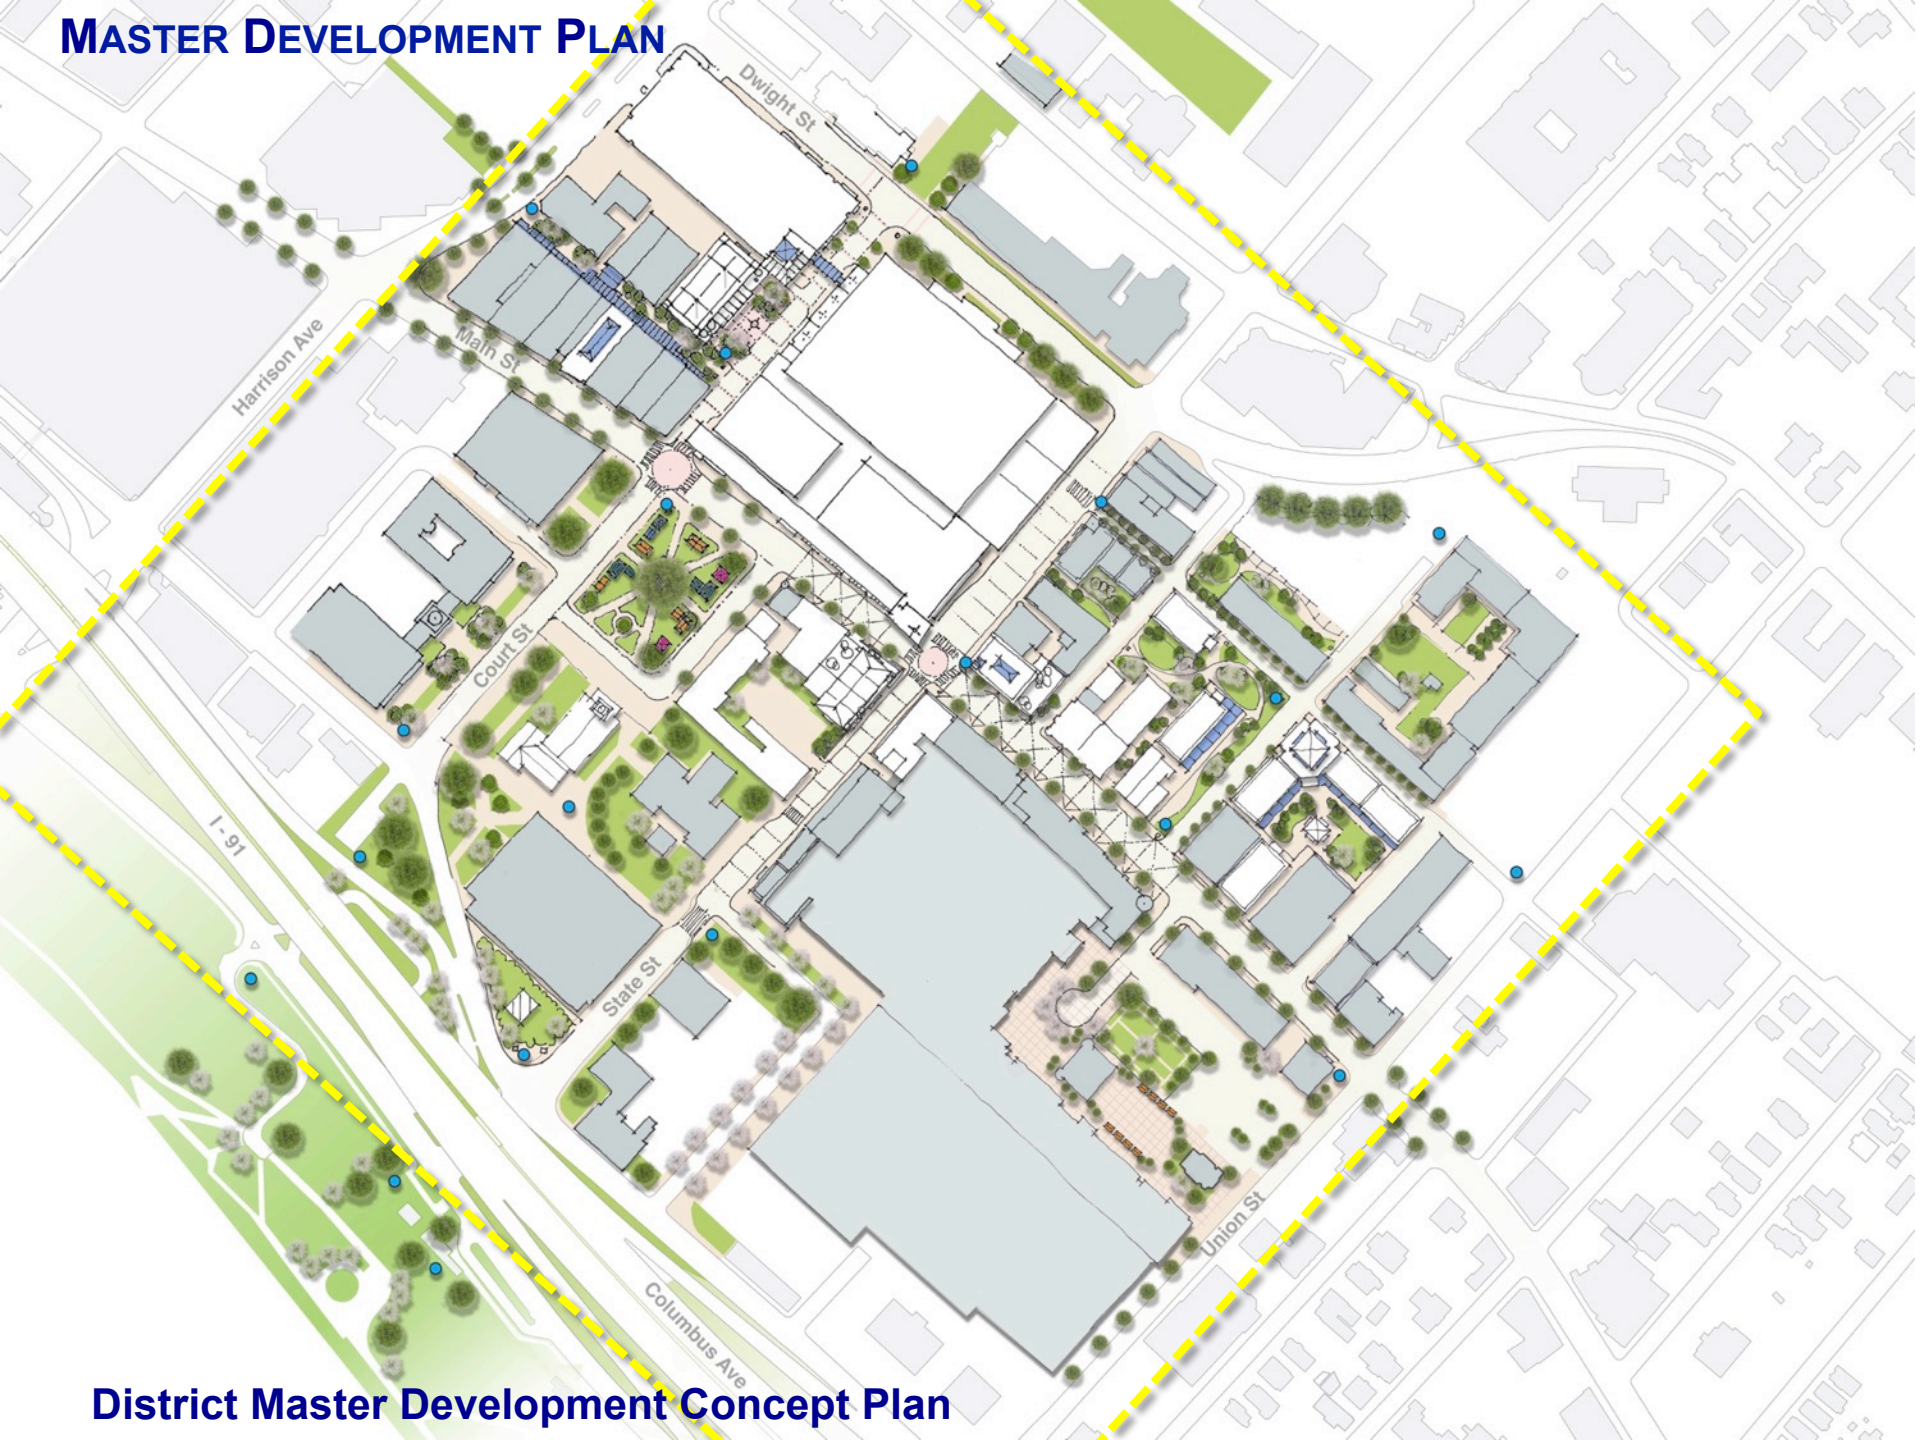 MASTER DEVELOPMENT PLAN
Dwight St
Harrison Ave
Main St
Court St
I - 91
State St
Union St
Columbus Ave
District Master Development Concept Plan